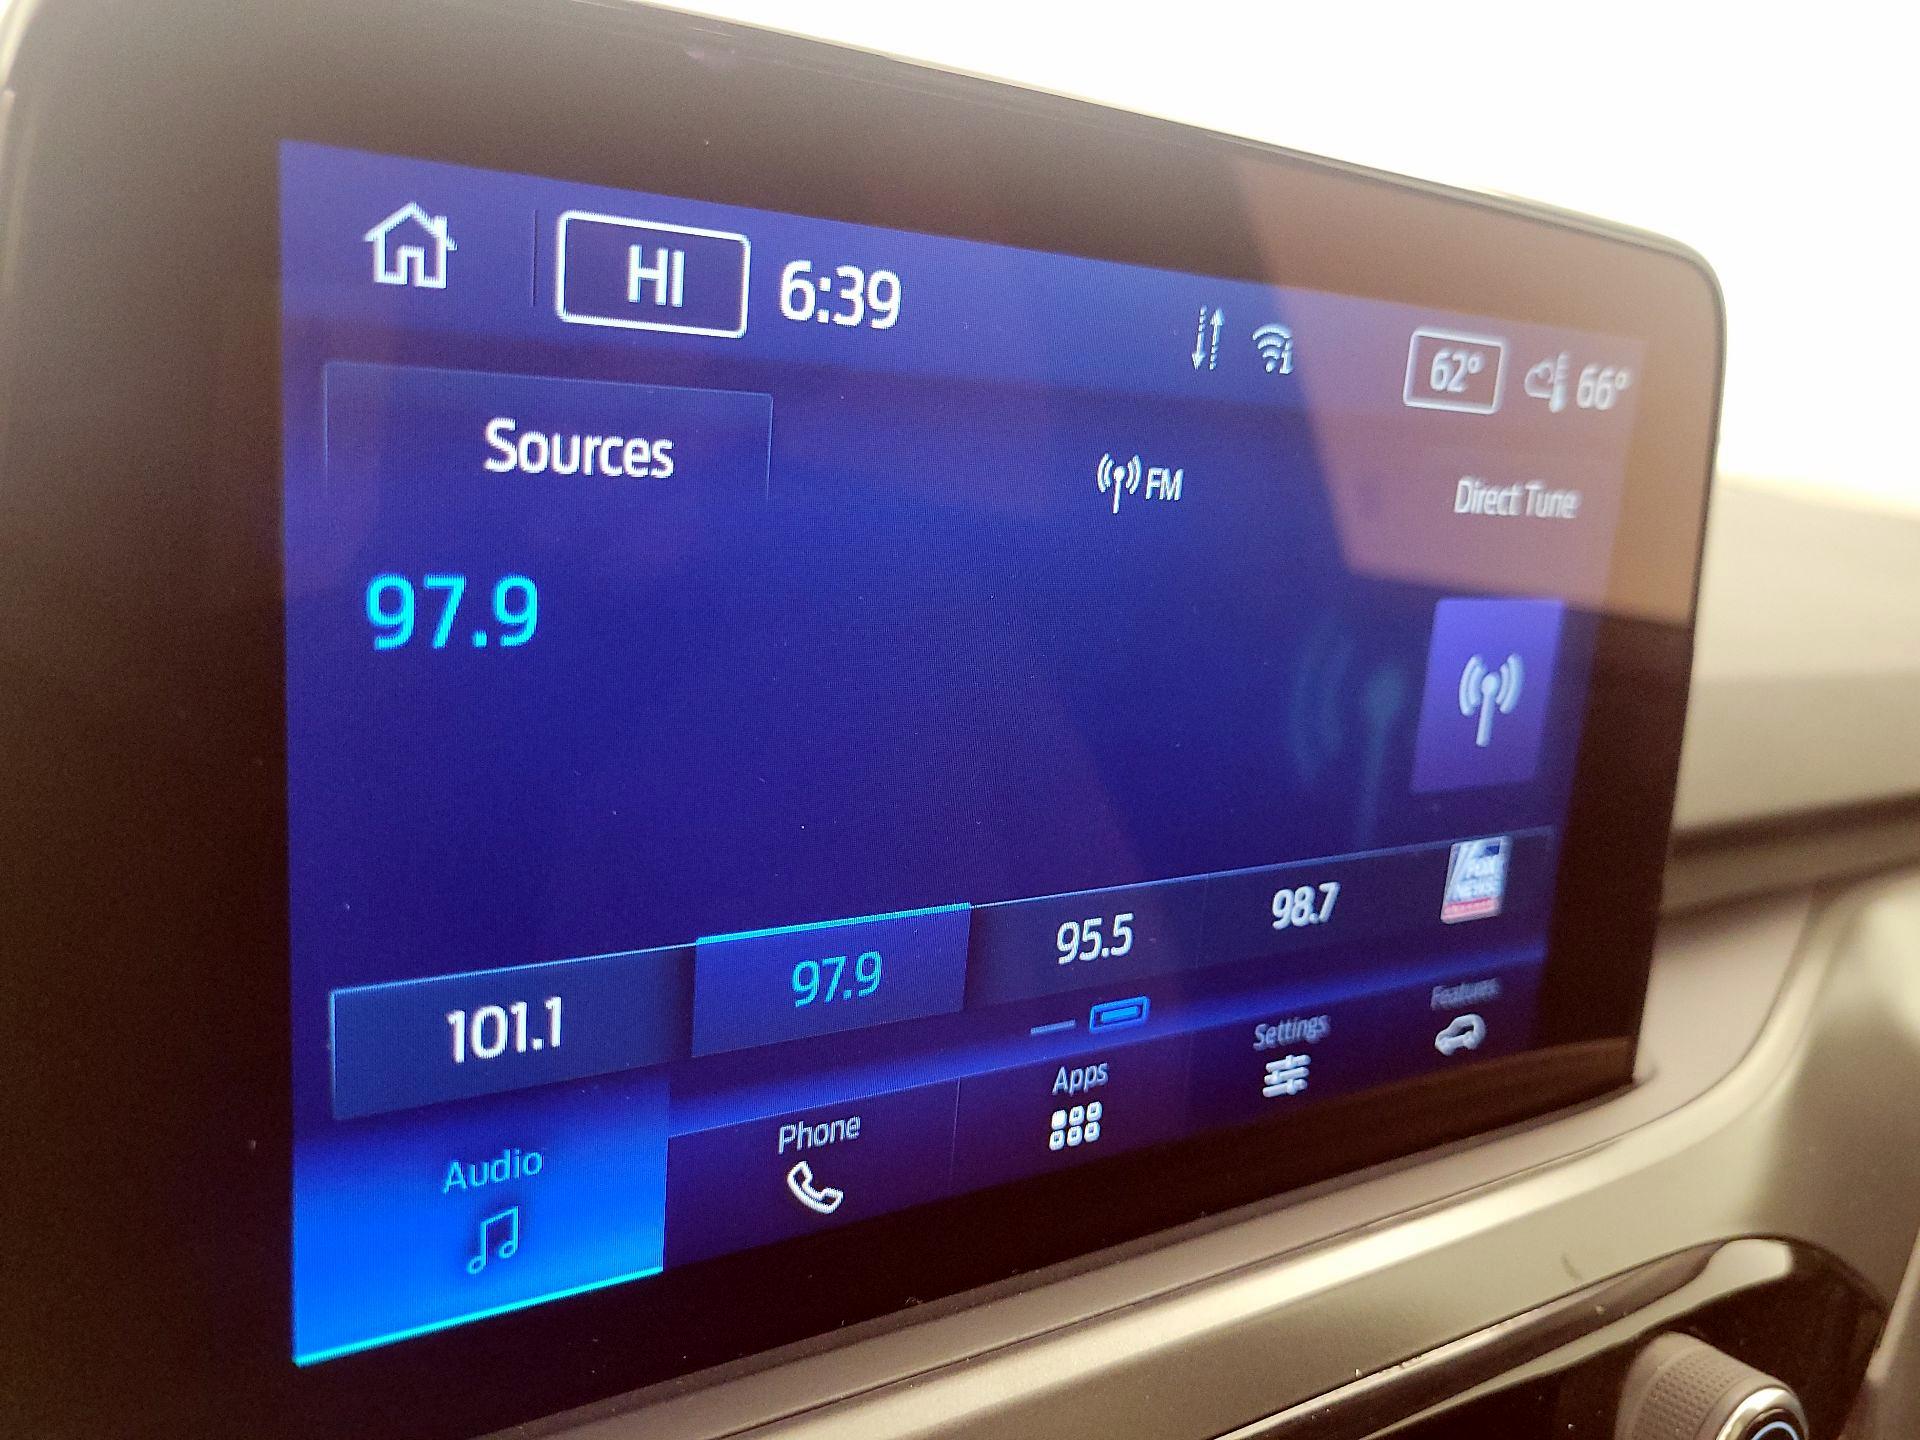 HI 6:39 62° 66°
Sources FM Direct Tune
97.9
101.1 97.9 95.5 98.7 FOX NEWS
Audio Phone Apps Settings Features